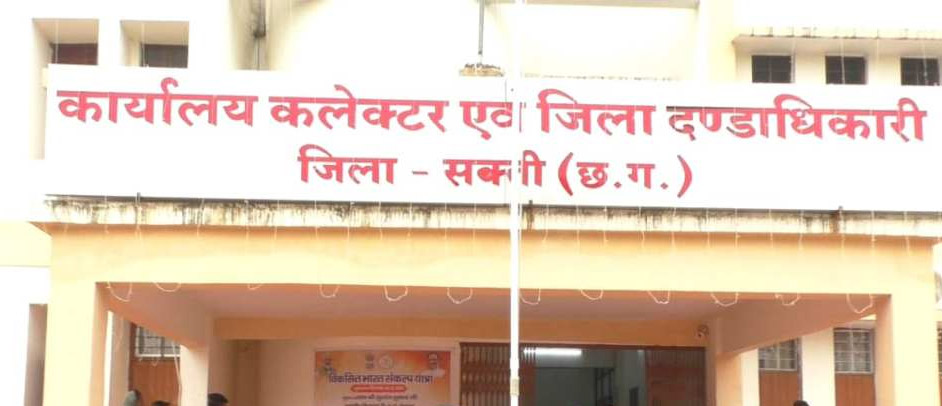 कार्यालय कलेक्टर एवं जिला दण्डाधिकारी
जिला - सक्ती (छ.ग.)
विकसित भारत संकल्प यात्रा